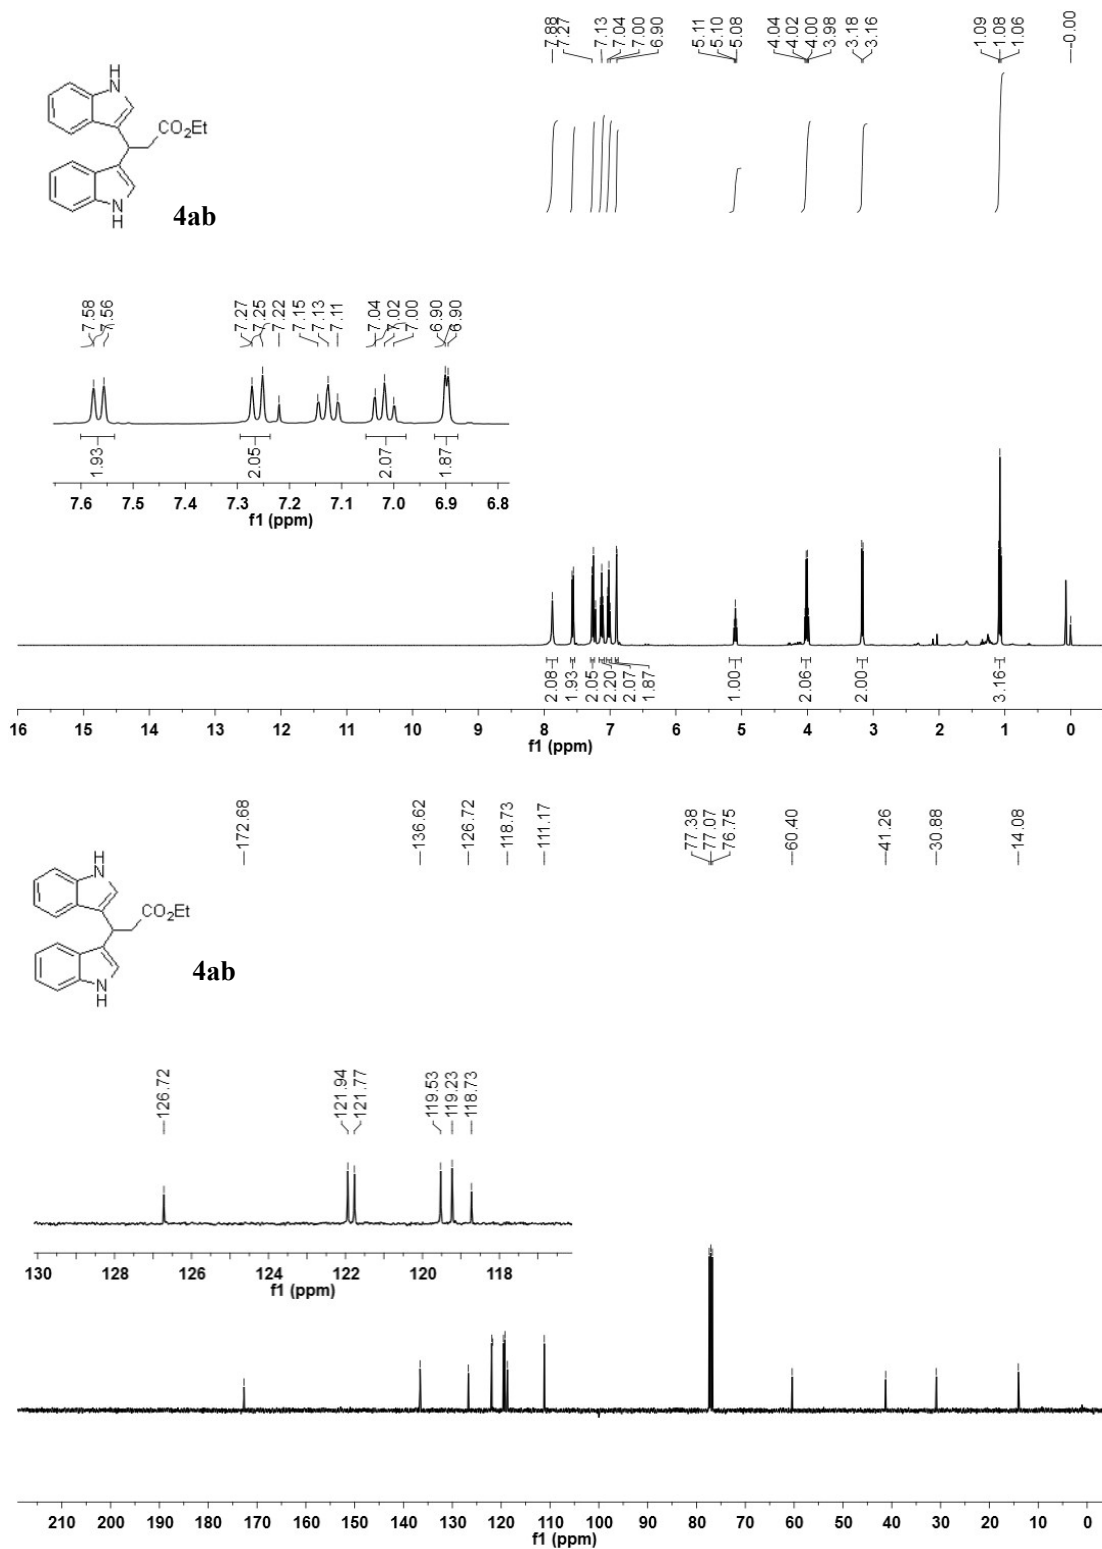 7.88 7.27 7.13 7.04 7.00 6.90 5.11 5.10 5.08 4.04 4.02 4.00 3.98 3.18 3.16 1.09 1.08 1.06 -0.00
H
N
CO2Et
N
H
4ab
7.58 7.56 7.27 7.25 7.22 7.15 7.13 7.11 7.04 7.02 7.00 6.90 6.90
1.93 2.05 2.07 1.87
7.6 7.5 7.4 7.3 7.2 7.1 7.0 6.9 6.8
f1 (ppm)
2.08 1.93 2.05 2.20 2.07 1.87 1.00 2.06 2.00 3.16
16 15 14 13 12 11 10 9 8 7 6 5 4 3 2 1 0
f1 (ppm)
172.68 136.62 126.72 118.73 111.17 77.38 77.07 76.75 60.40 41.26 30.88 14.08
H
N
CO2Et
N
H
4ab
126.72 121.94 121.77 119.53 119.23 118.73
130 128 126 124 122 120 118
f1 (ppm)
210 200 190 180 170 160 150 140 130 120 110 100 90 80 70 60 50 40 30 20 10 0
f1 (ppm)